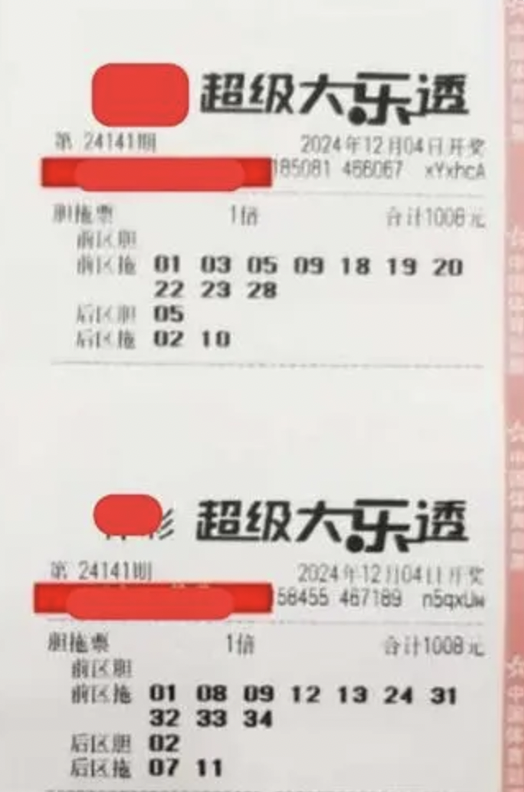 超级大乐透
第 24141期 2024年12月04日开奖
185081 466067 xYxhcA
胆拖票 1倍 合计1008元
前区胆
前区拖 01 03 05 09 18 19 20
22 23 28
后区胆 05
后区拖 02 10
彩 超级大乐透
第 24141期 2024年12月04日开奖
58455 467189 n5qxUw
胆拖票 1倍 合计1008元
前区胆
前区拖 01 08 09 12 13 24 31
32 33 34
后区胆 02
后区拖 07 11